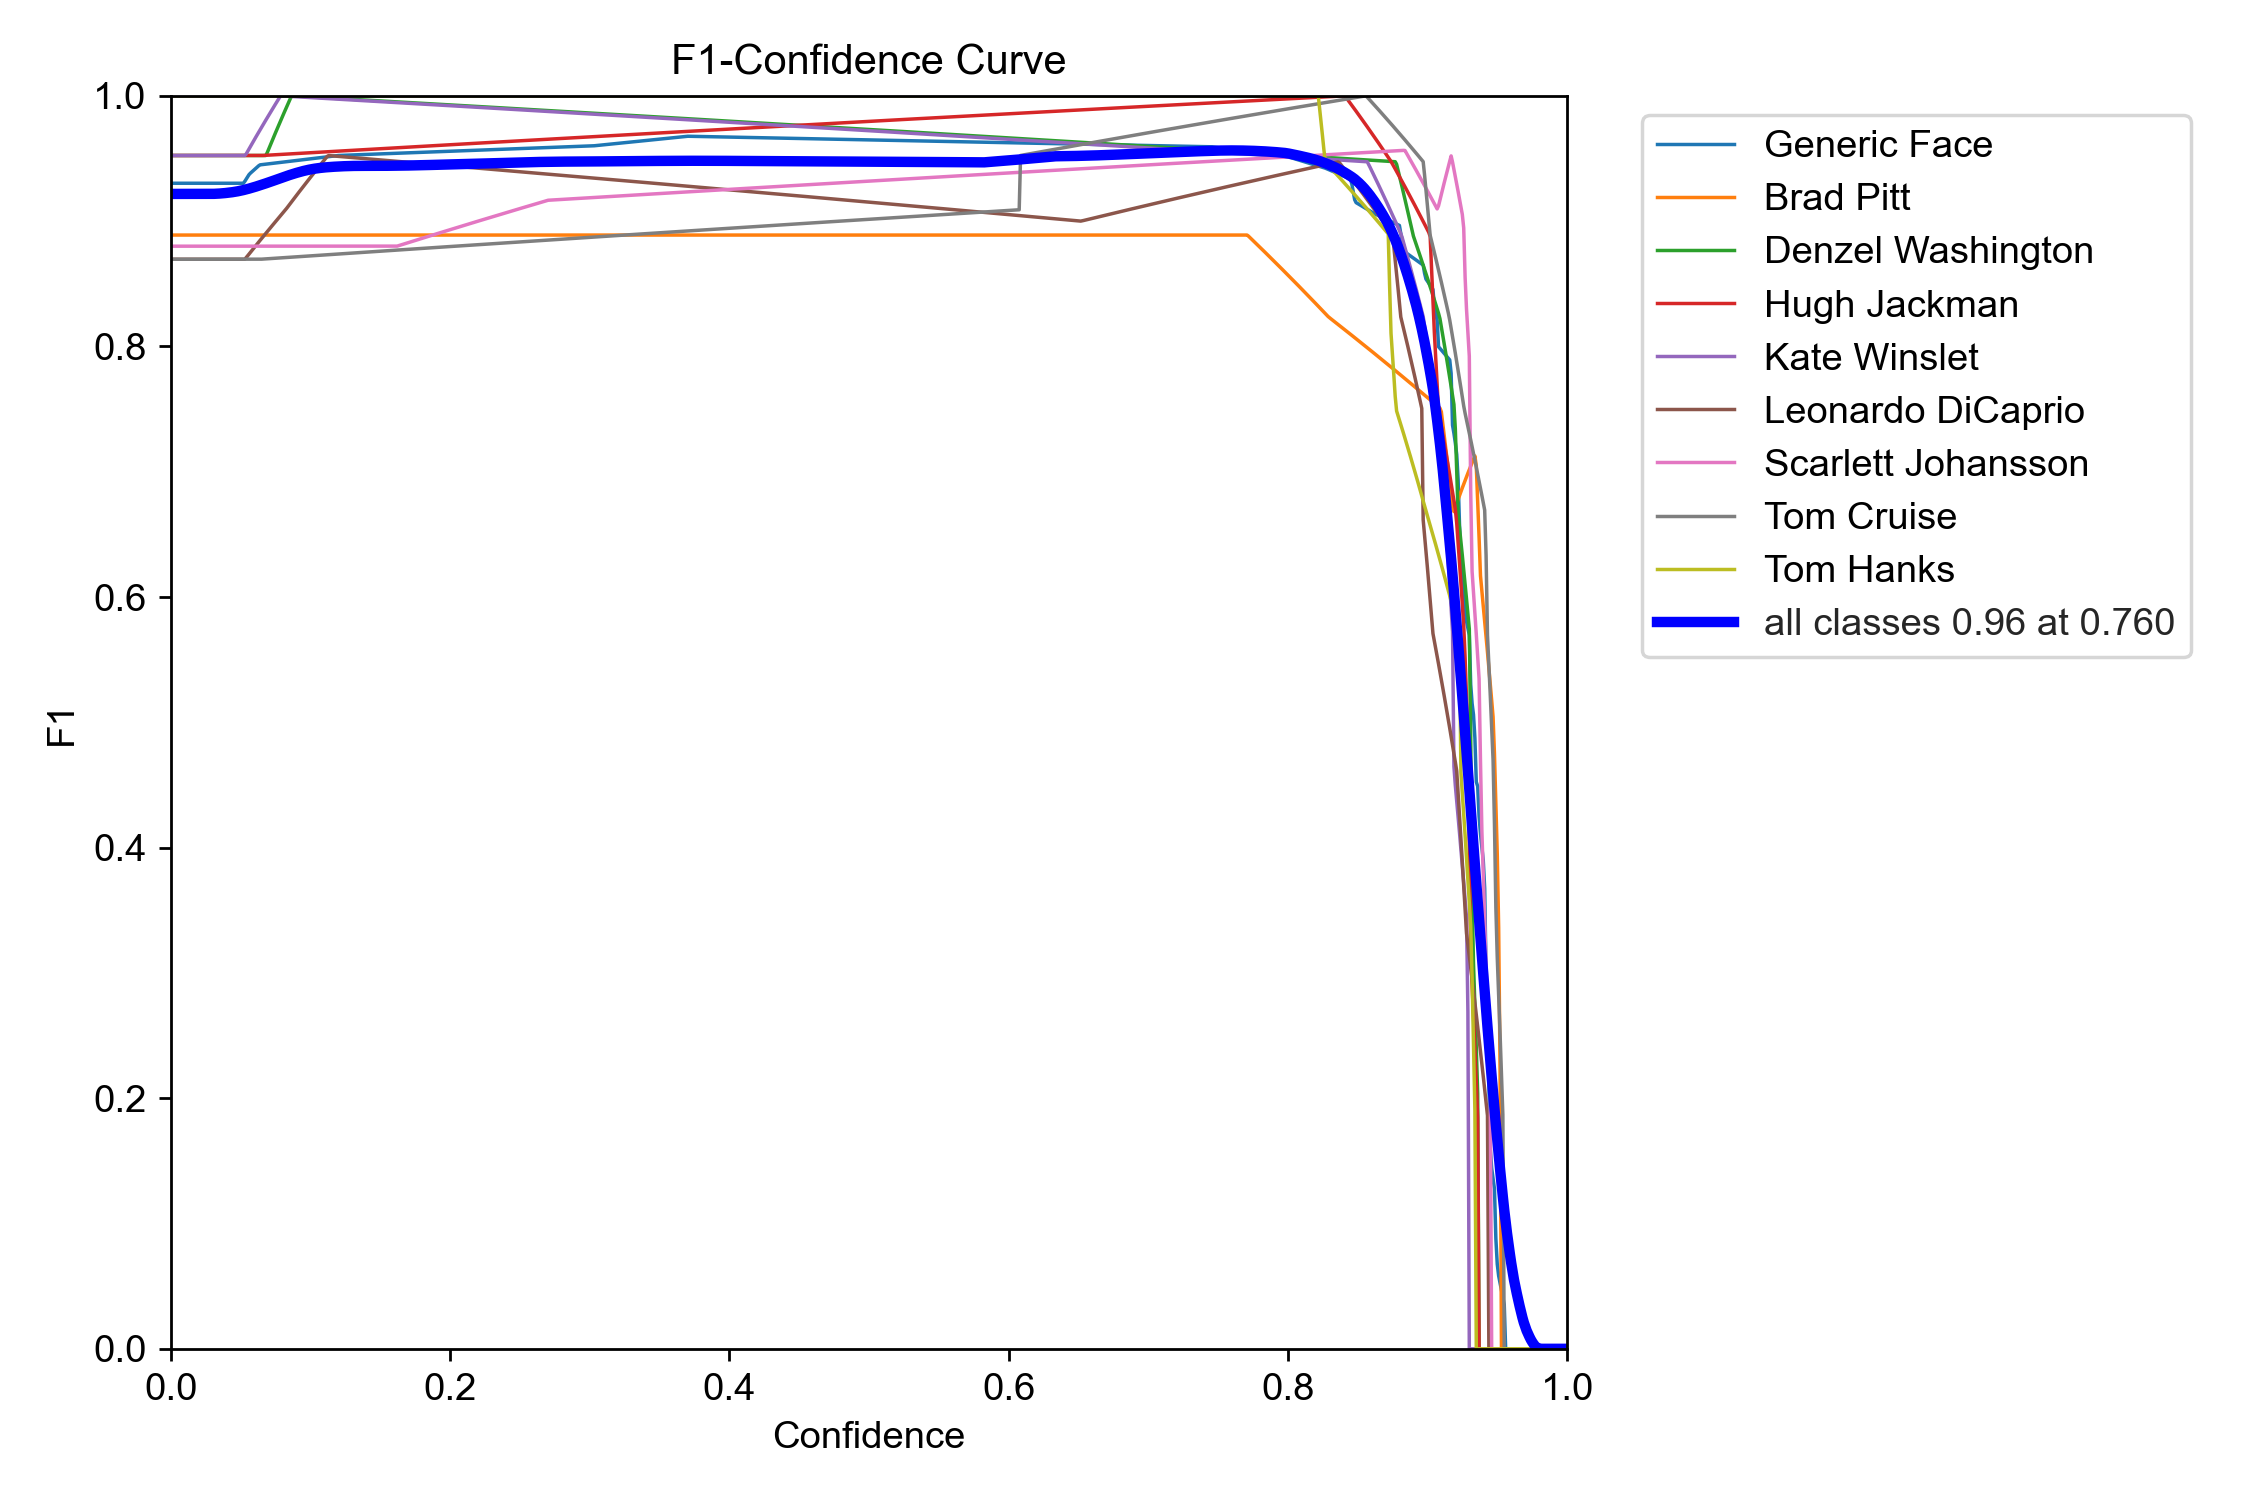 F1-Confidence Curve
1.0
0.8
0.6
0.4
0.2
0.0
F1
0.0 0.2 0.4 0.6 0.8 1.0
Confidence
Generic Face
Brad Pitt
Denzel Washington
Hugh Jackman
Kate Winslet
Leonardo DiCaprio
Scarlett Johansson
Tom Cruise
Tom Hanks
all classes 0.96 at 0.760